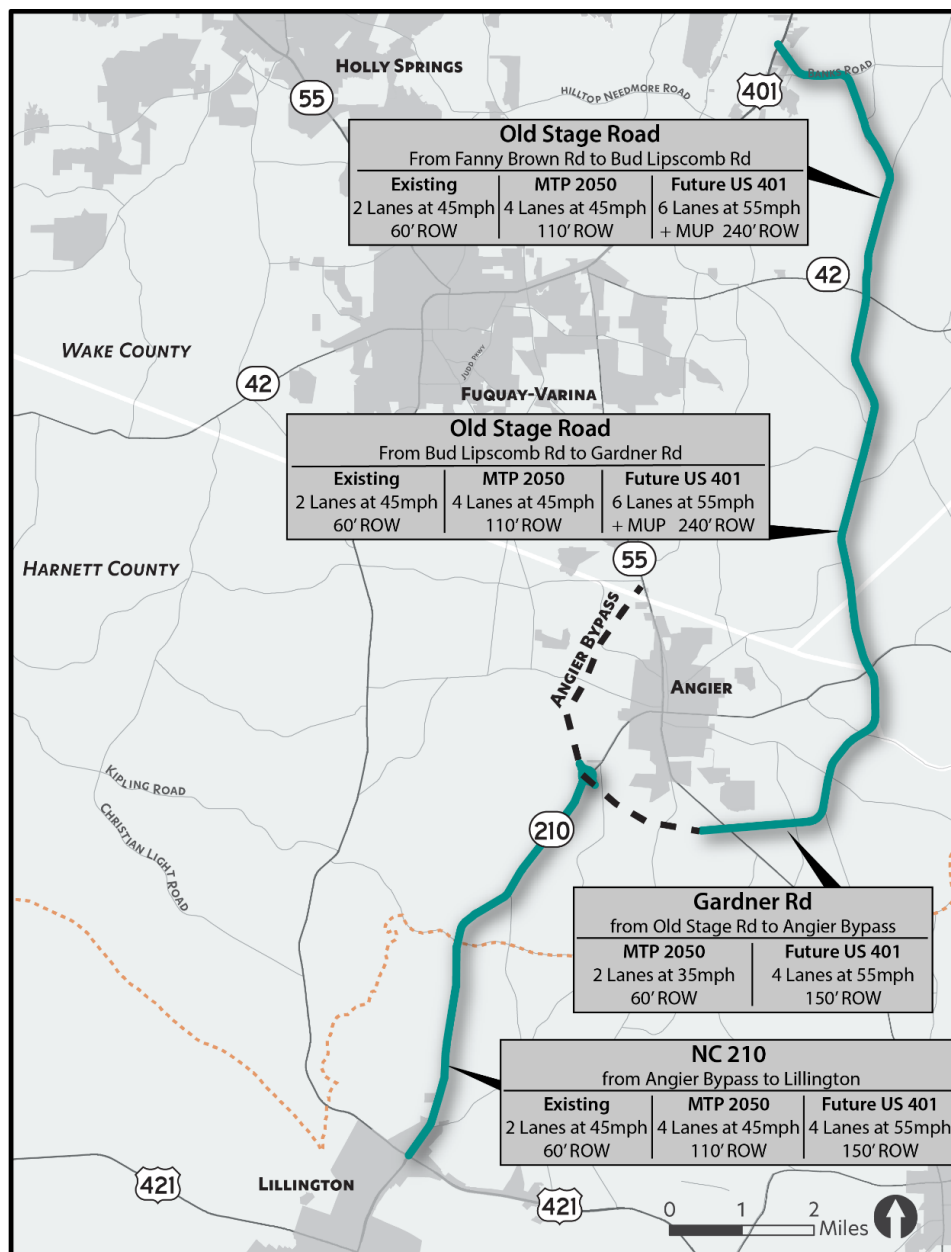 HOLLY SPRINGS
55
401
BANKS ROAD
HILLTOP NEEDMORE ROAD
Old Stage Road
From Fanny Brown Rd to Bud Lipscomb Rd
Existing MTP 2050 Future US 401
2 Lanes at 45mph 4 Lanes at 45mph 6 Lanes at 55mph
60' ROW 110' ROW + MUP 240' ROW
42
WAKE COUNTY
JUDD PKWY
42
FUQUAY-VARINA
Old Stage Road
From Bud Lipscomb Rd to Gardner Rd
Existing MTP 2050 Future US 401
2 Lanes at 45mph 4 Lanes at 45mph 6 Lanes at 55mph
60' ROW 110' ROW + MUP 240' ROW
55
HARNETT COUNTY
ANGIER BYPASS
ANGIER
KIPLING ROAD
CHRISTIAN LIGHT ROAD
210
Gardner Rd
from Old Stage Rd to Angier Bypass
MTP 2050 Future US 401
2 Lanes at 35mph 4 Lanes at 55mph
60' ROW 150' ROW
NC 210
from Angier Bypass to Lillington
Existing MTP 2050 Future US 401
2 Lanes at 45mph 4 Lanes at 45mph 4 Lanes at 55mph
60' ROW 110' ROW 150' ROW
LILLINGTON
421
421
0 1 2
Miles